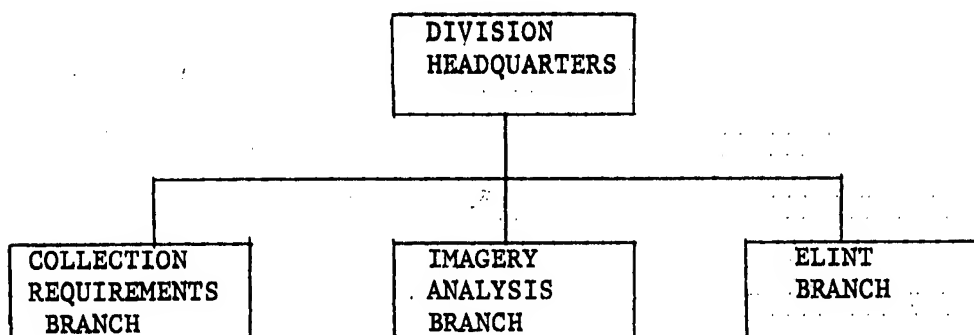 DIVISION
HEADQUARTERS
COLLECTION
REQUIREMENTS
BRANCH
IMAGERY
ANALYSIS
BRANCH
ELINT
BRANCH